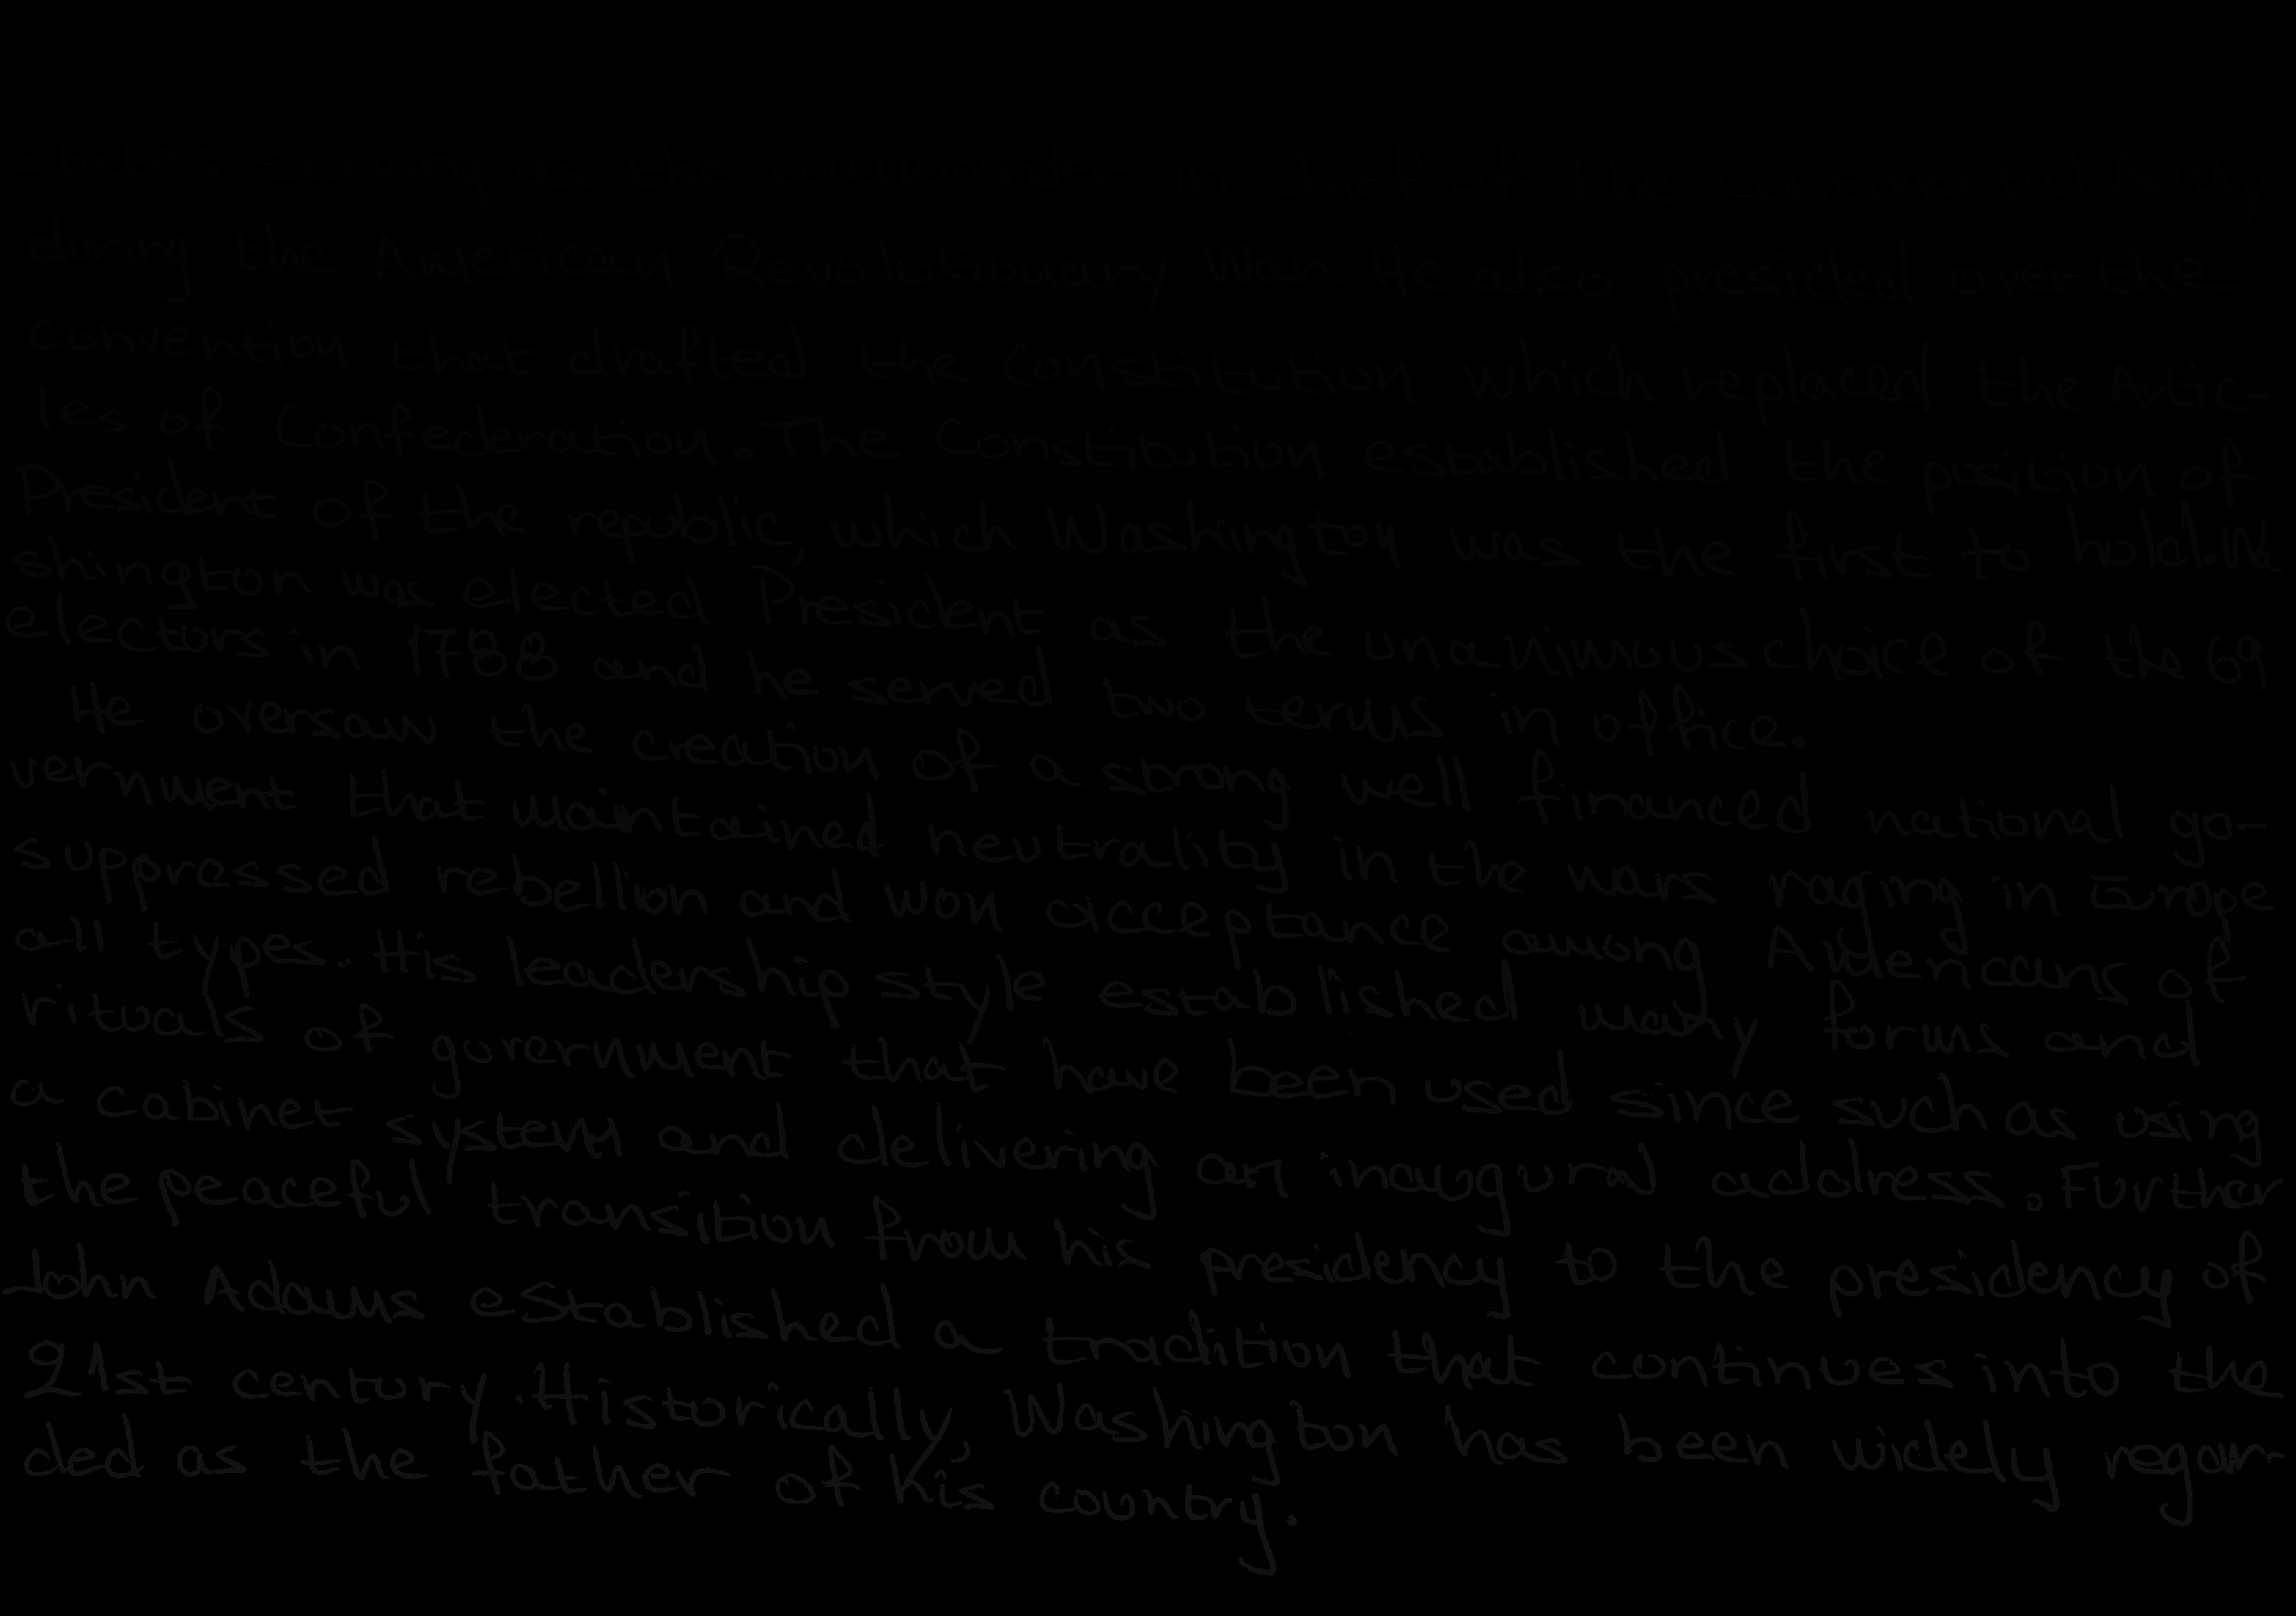 George Washington was one of the Founding Fathers of the United
states serving as the commander in chief of the Continental Army
during the American Revolutionary War. He also presided over the
convention that drafted the Constitution which replaced the Artic-
les of Confederation. The Constitution established the position of
President of the republic, which Washington was the first to hold. Wa
shington was elected President as the unanimous choice of the 69
electors in 1788 and he served two terms in office.
He oversaw the creation of a strong well financed national go-
vernment that maintained neutrality in the wars raging in Europe
suppressed rebellion and won acceptance among Americans of
all types. His leadership style established many forms and
rituals of government that have been used since such as using
a cabinet system and delivering an inaugural address. Further
the peaceful transition from his presidency to the presidency of
John Adams established a tradition that continues into the
21st century. Historically, Washington has been widely regar-
ded as the father of his country.